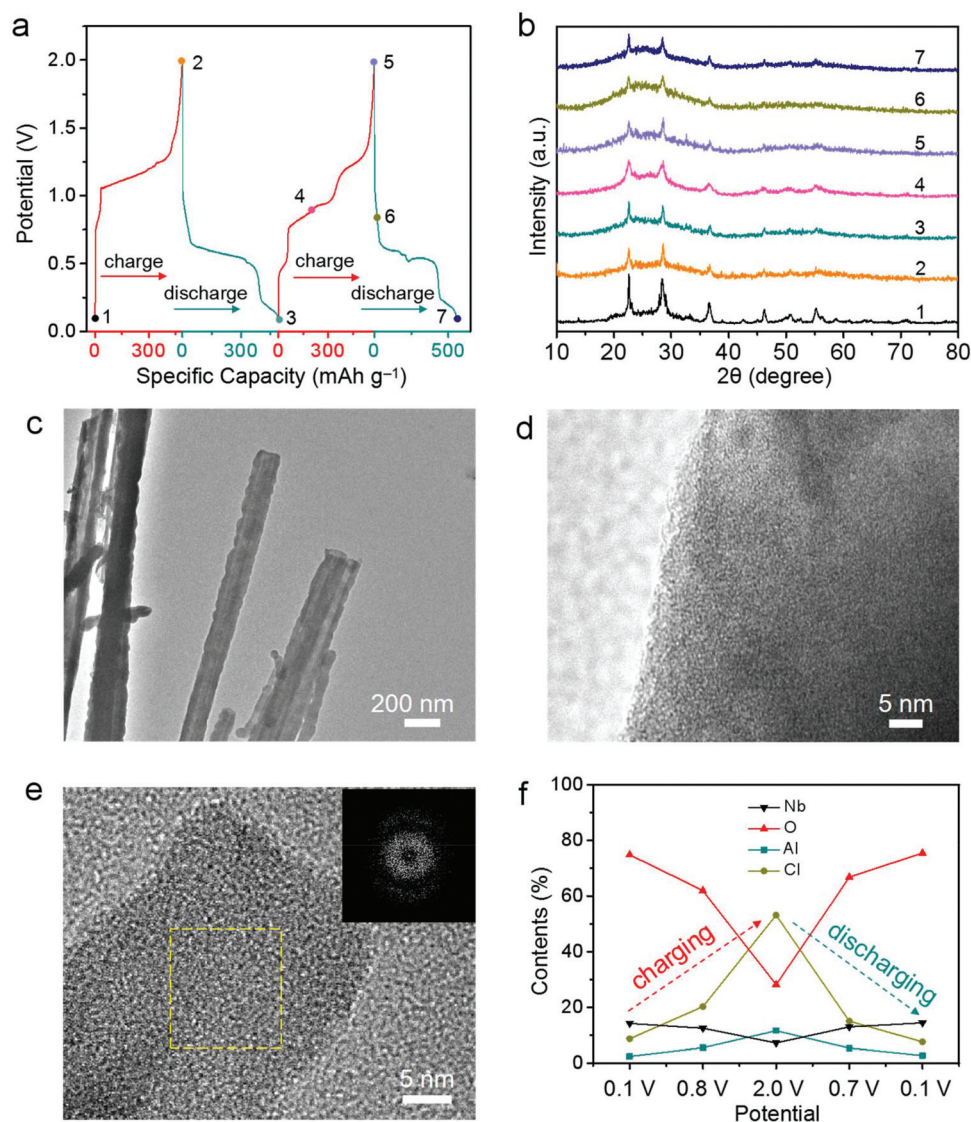 a
2.0
1.5
1.0
0.5
0.0
Potential (V)
2
5
4
6
charge
charge
discharge
discharge
1
3
7
0 300 0 300 0 300 0 500
Specific Capacity (mAh g⁻¹)
b
Intensity (a.u.)
7
6
5
4
3
2
1
10 20 30 40 50 60 70 80
2θ (degree)
c
200 nm
d
5 nm
e
5 nm
f
100
80
60
40
20
0
Contents (%)
Nb
O
Al
Cl
charging
discharging
0.1 V 0.8 V 2.0 V 0.7 V 0.1 V
Potential